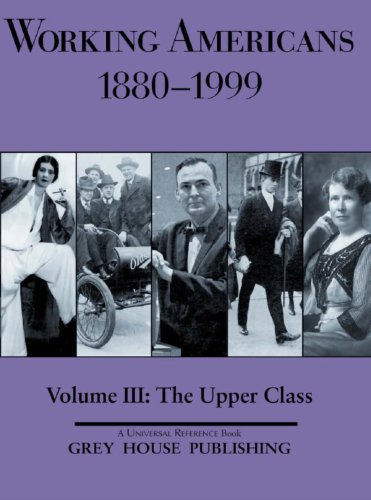 Working Americans
1880–1999
Volume III: The Upper Class
A Universal Reference Book
GREY HOUSE PUBLISHING